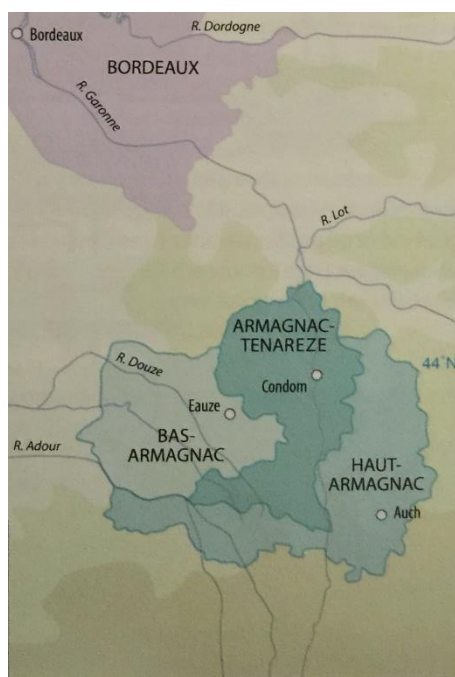 R. Dordogne
Bordeaux
BORDEAUX
R. Garonne
R. Lot
ARMAGNAC-
TENAREZE
44°N
R. Douze
Condom
Eauze
BAS-
ARMAGNAC
R. Adour
HAUT-
ARMAGNAC
Auch